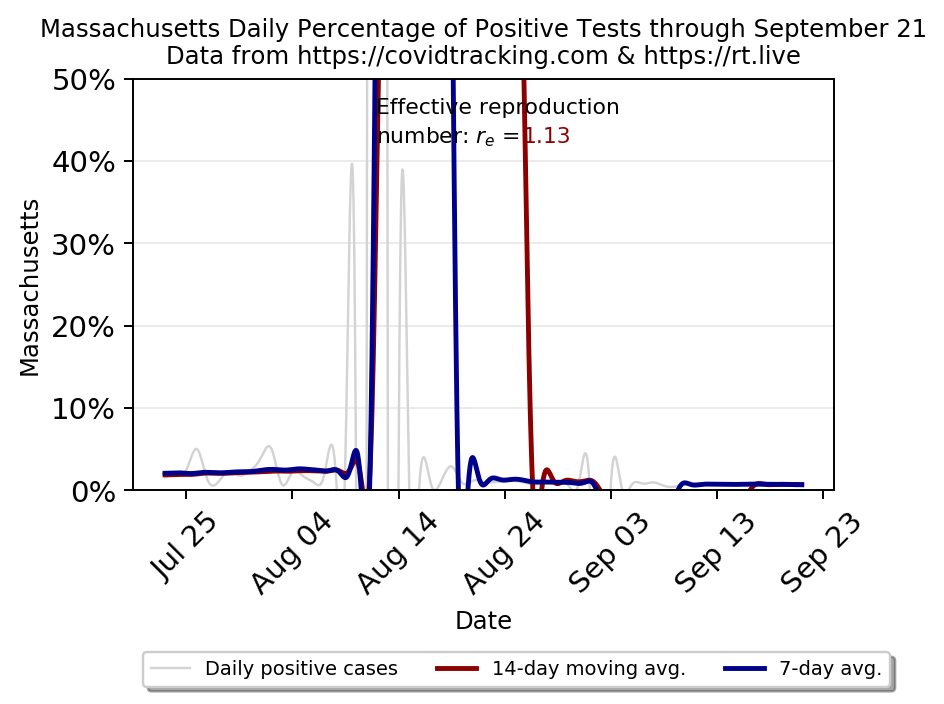 Massachusetts Daily Percentage of Positive Tests through September 21
Data from https://covidtracking.com & https://rt.live
50%
Effective reproduction
number: rₑ = 1.13
40%
30%
20%
10%
0%
Massachusetts
Jul 25
Aug 04
Aug 14
Aug 24
Sep 03
Sep 13
Sep 23
Date
Daily positive cases
14-day moving avg.
7-day avg.